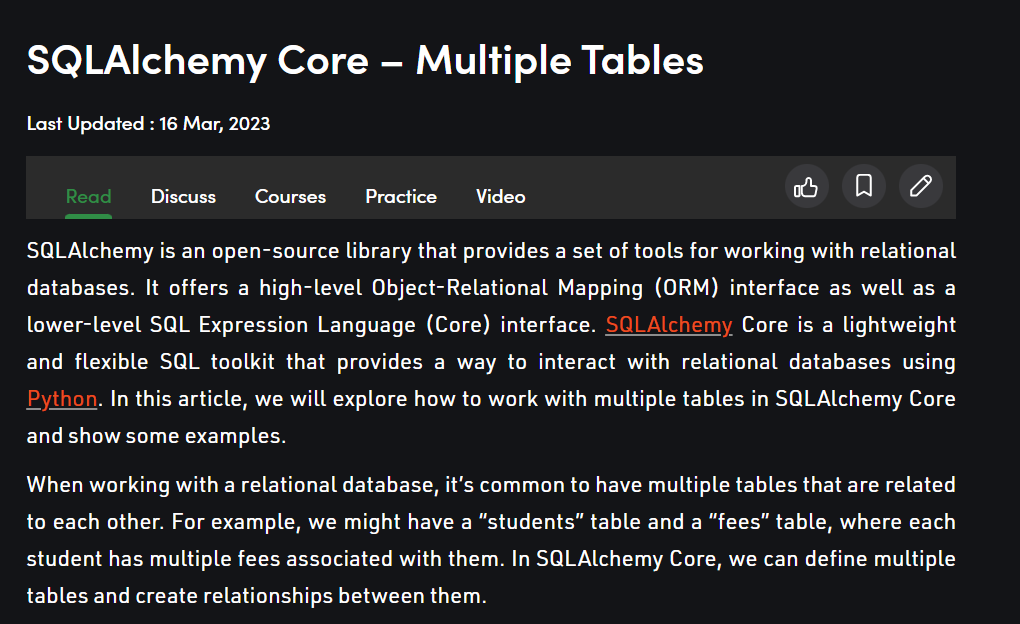 SQLAlchemy Core – Multiple Tables
Last Updated : 16 Mar, 2023
Read Discuss Courses Practice Video
SQLAlchemy is an open-source library that provides a set of tools for working with relational
databases. It offers a high-level Object-Relational Mapping (ORM) interface as well as a
lower-level SQL Expression Language (Core) interface. SQLAlchemy Core is a lightweight
and flexible SQL toolkit that provides a way to interact with relational databases using
Python. In this article, we will explore how to work with multiple tables in SQLAlchemy Core
and show some examples.
When working with a relational database, it’s common to have multiple tables that are related
to each other. For example, we might have a “students” table and a “fees” table, where each
student has multiple fees associated with them. In SQLAlchemy Core, we can define multiple
tables and create relationships between them.